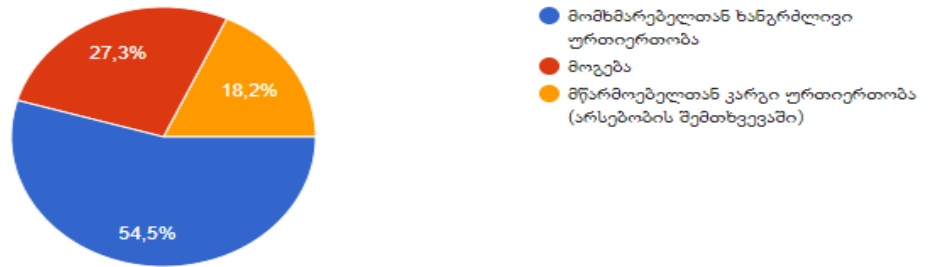 27,3%
18,2%
54,5%
მომხმარებელთან ხანგრძლივი
ურთიერთობა
მოგება
მწარმოებელთან კარგი ურთიერთობა
(არსებობის შემთხვევაში)